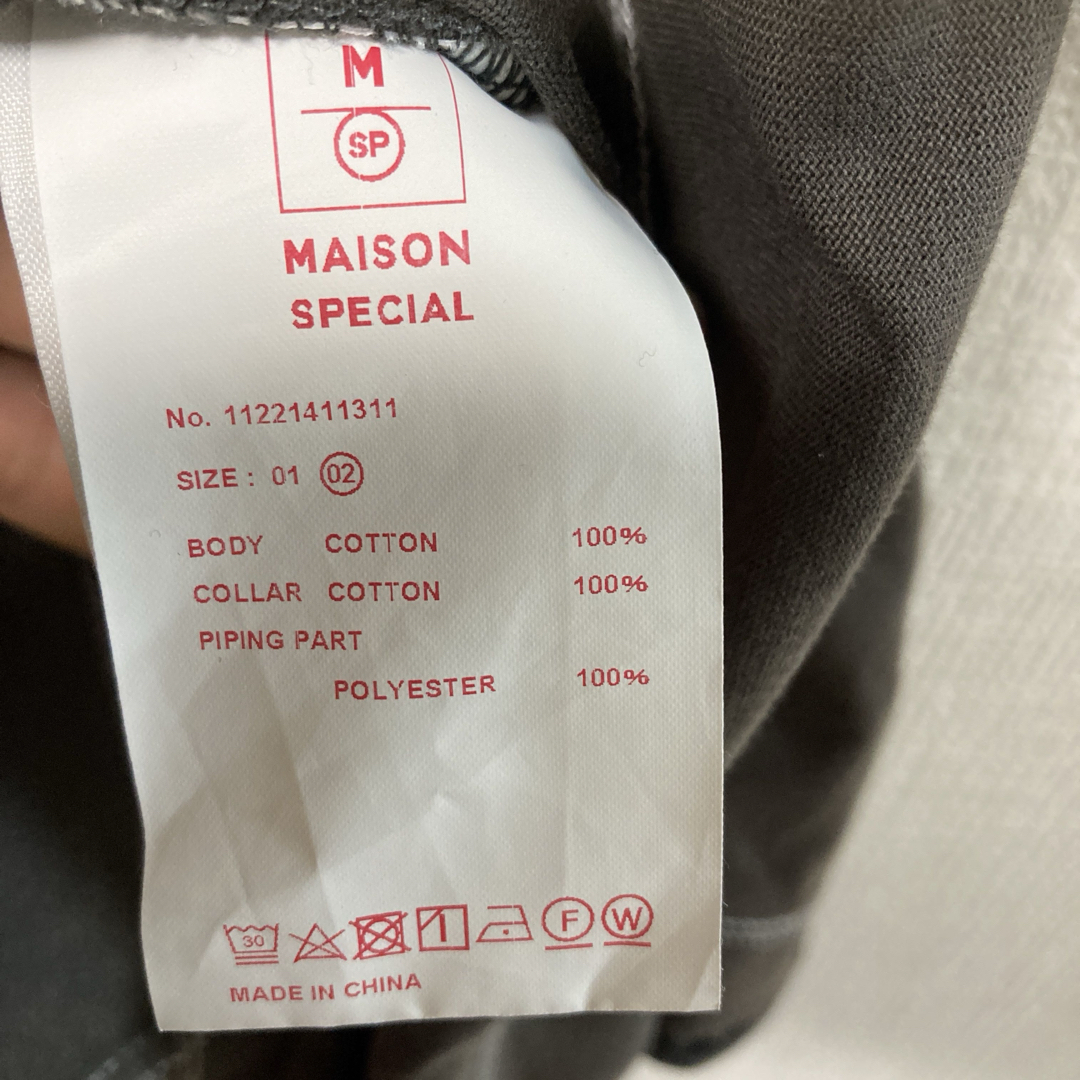 M
SP
MAISON
SPECIAL
No. 11221411311
SIZE : 01 02
BODY COTTON 100%
COLLAR COTTON 100%
PIPING PART
POLYESTER 100%
30 F W
MADE IN CHINA